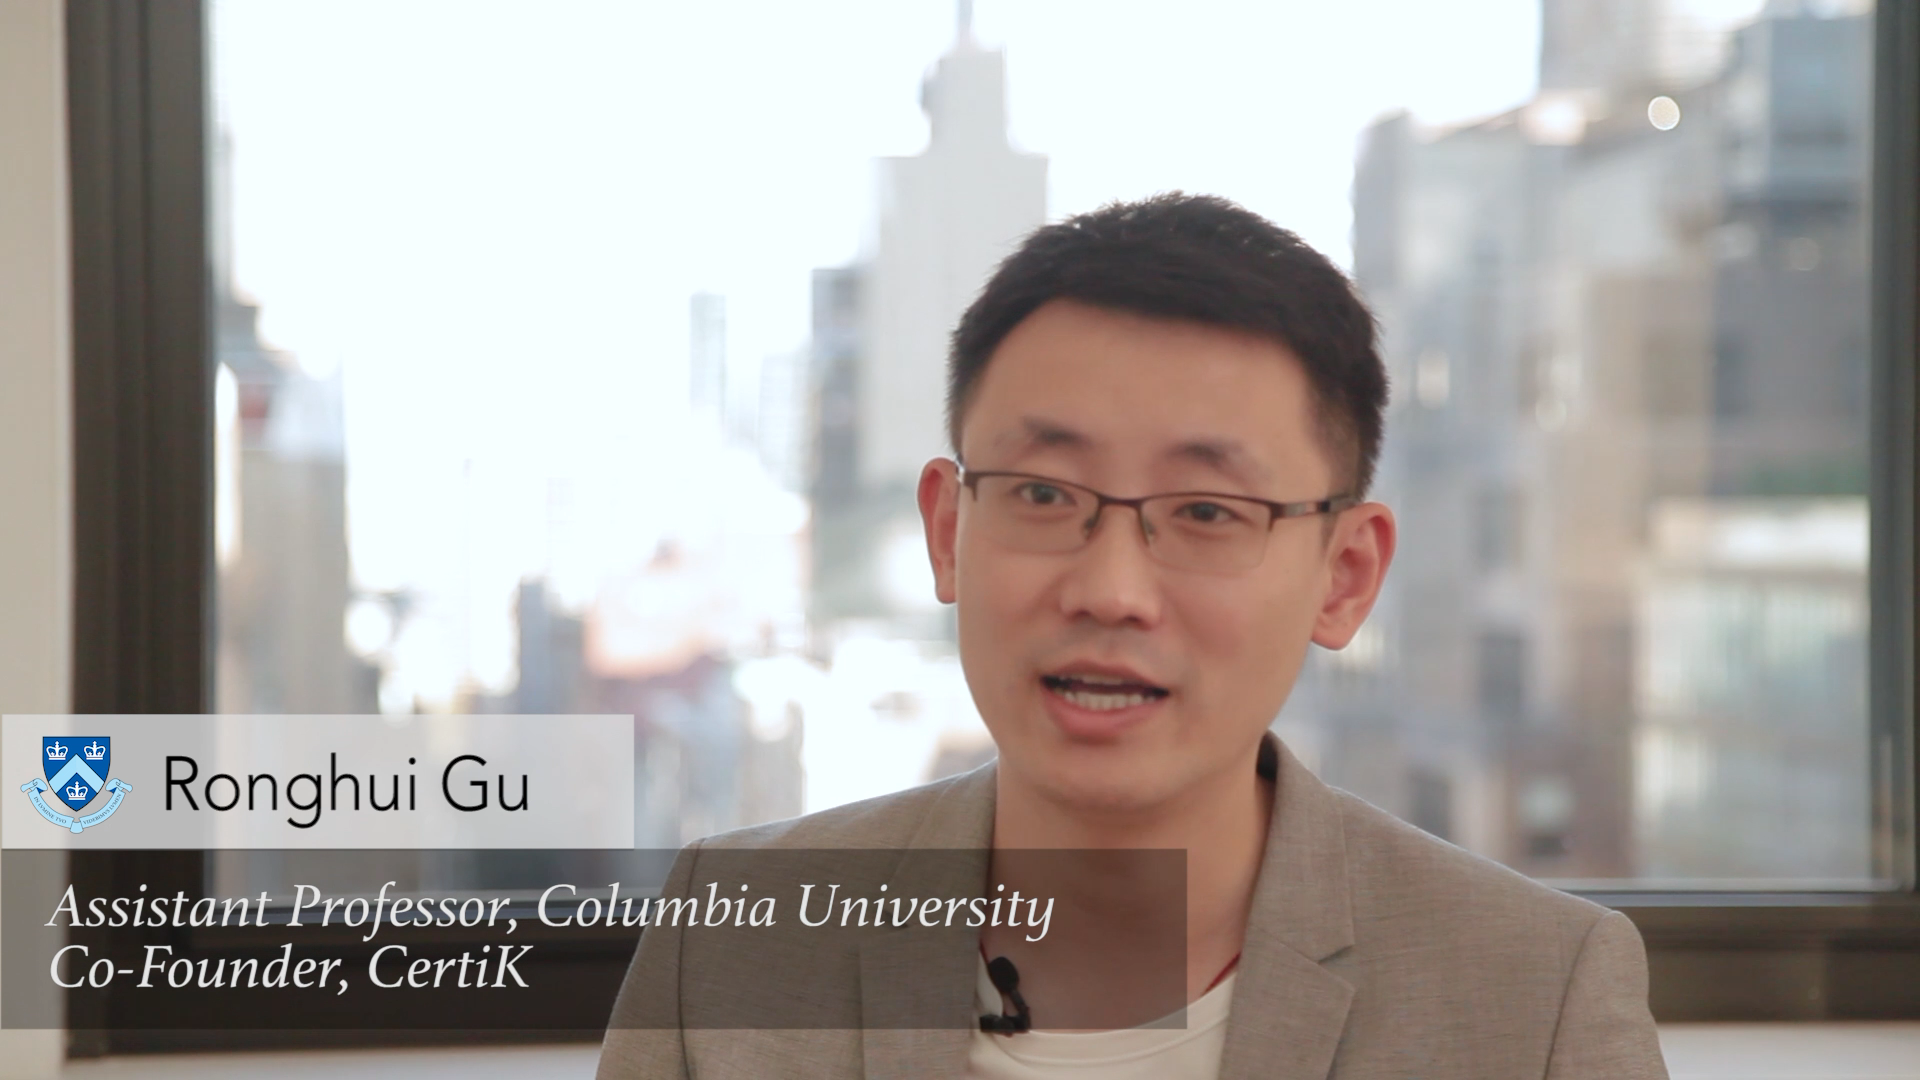 Ronghui Gu
Assistant Professor, Columbia University
Co-Founder, CertiK